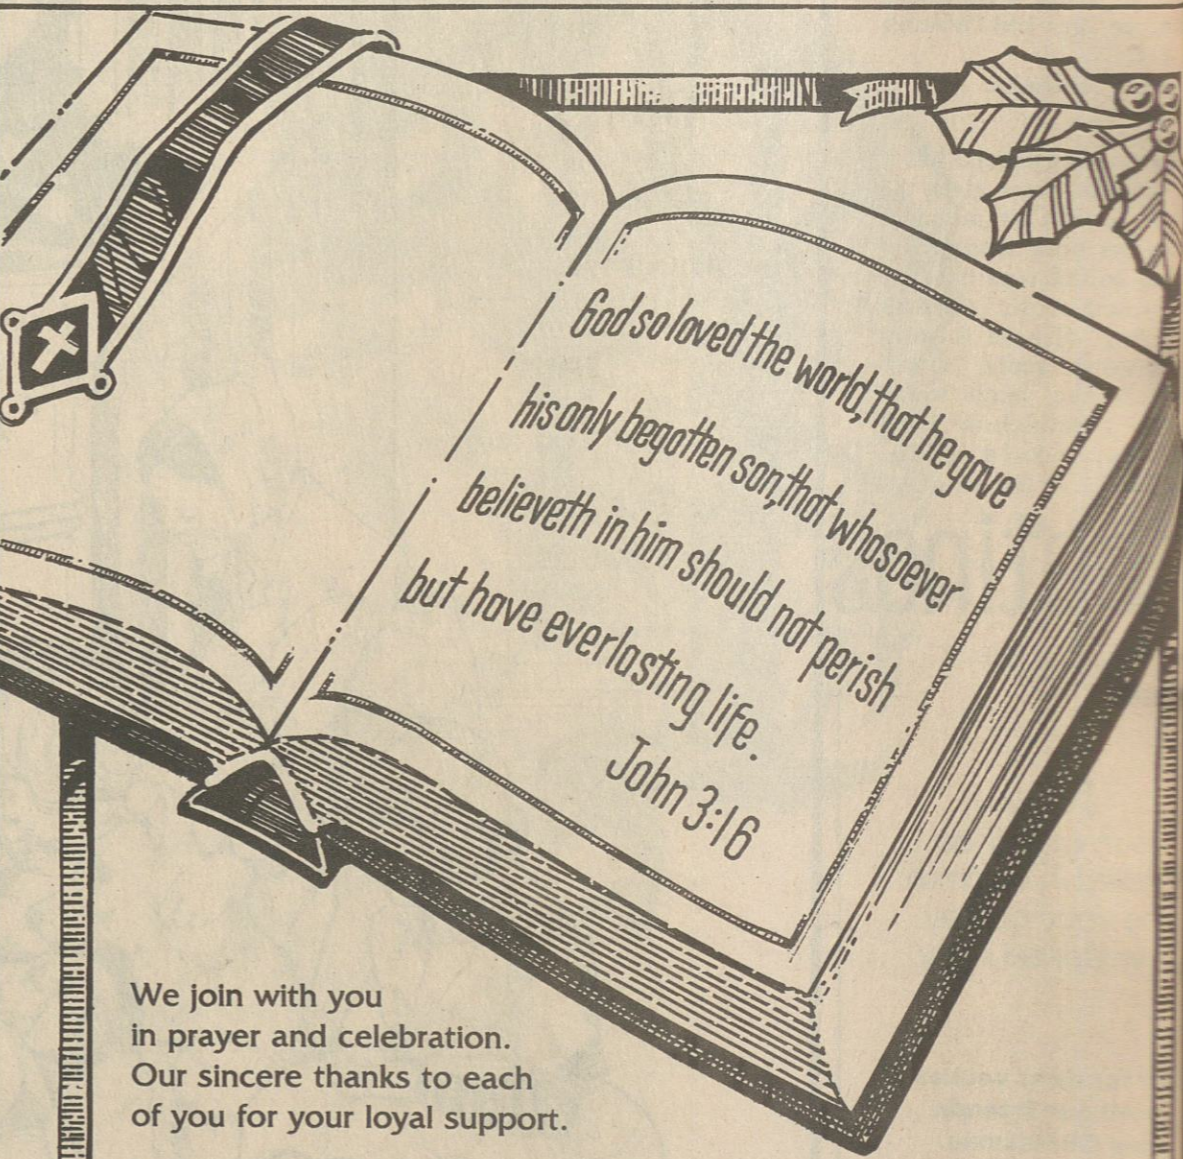 God so loved the world, that he gave
his only begotten son, that whosoever
believeth in him should not perish
but have everlasting life.
John 3:16
We join with you
in prayer and celebration.
Our sincere thanks to each
of you for your loyal support.